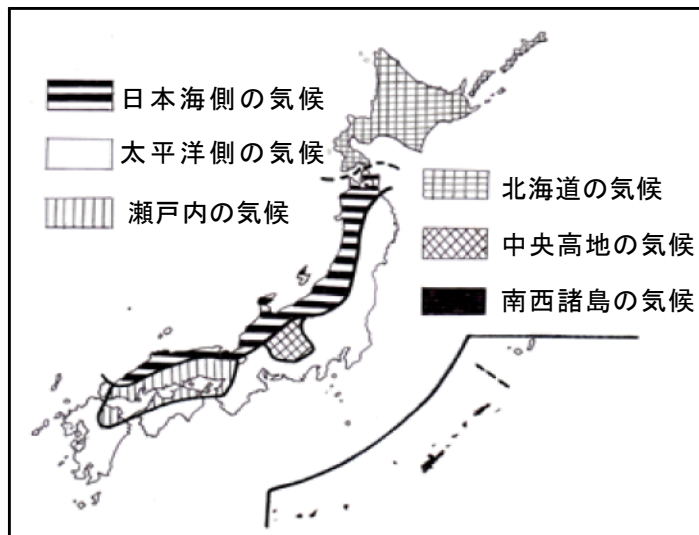 日本海側の気候
太平洋側の気候
瀬戸内の気候
北海道の気候
中央高地の気候
南西諸島の気候